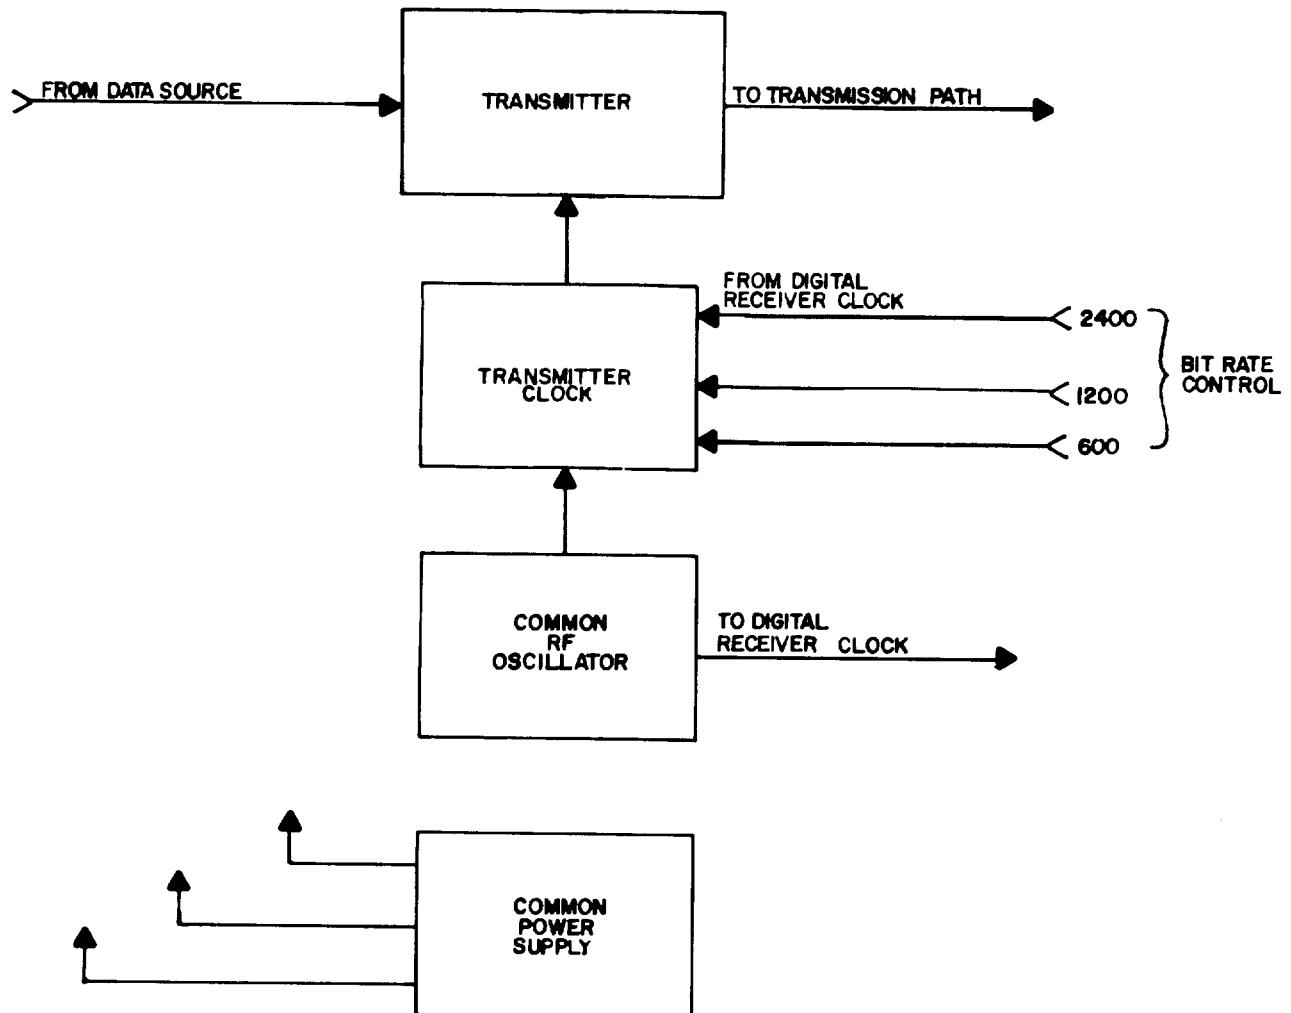 FROM DATA SOURCE
TRANSMITTER
TO TRANSMISSION PATH
FROM DIGITAL
RECEIVER CLOCK
2400
TRANSMITTER
CLOCK
1200
600
BIT RATE
CONTROL
COMMON
RF
OSCILLATOR
TO DIGITAL
RECEIVER CLOCK
COMMON
POWER
SUPPLY